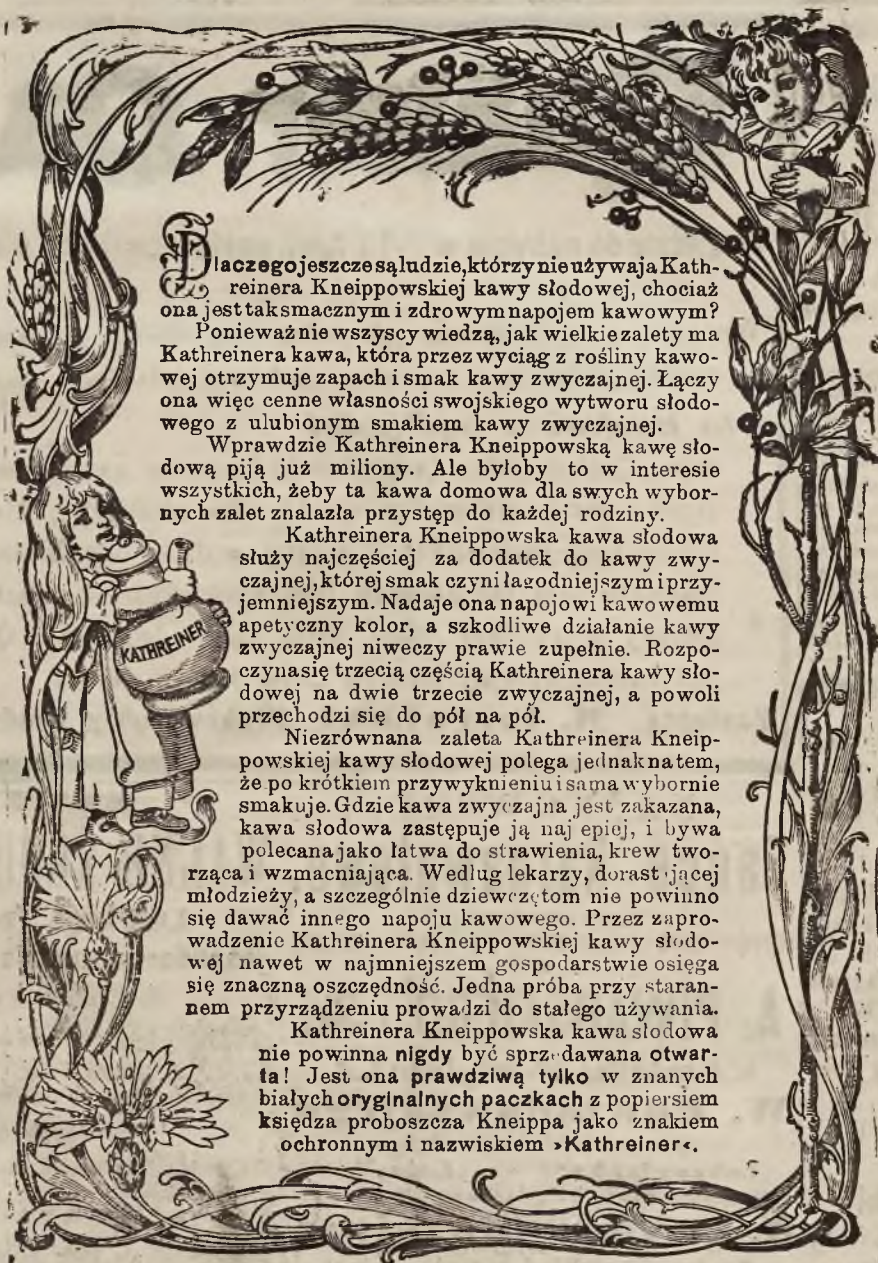 Dlaczego jeszcze są ludzie, którzy nie używaja Kath-
reinera Kneippowskiej kawy słodowej, chociaż
ona jest tak smacznym i zdrowym napojem kawowym?
Ponieważ nie wszyscy wiedzą, jak wielkie zalety ma
Kathreinera kawa, która przez wyciąg z rośliny kawo-
wej otrzymuje zapach i smak kawy zwyczajnej. Łączy
ona więc cenne własności swojskiego wytworu słodo-
wego z ulubionym smakiem kawy zwyczajnej.
Wprawdzie Kathreinera Kneippowską kawę sło-
dową piją już miliony. Ale byłoby to w interesie
wszystkich, żeby ta kawa domowa dla swych wybor-
nych zalet znalazła przystęp do każdej rodziny.
Kathreinera Kneippowska kawa słodowa
służy najczęściej za dodatek do kawy zwy-
czajnej, której smak czyni łagodniejszym i przy-
jemniejszym. Nadaje ona napojowi kawowemu
KATHREINER
apetyczny kolor, a szkodliwe działanie kawy
zwyczajnej niweczy prawie zupełnie. Rozpo-
czyna się trzecią częścią Kathreinera kawy sło-
dowej na dwie trzecie zwyczajnej, a powoli
przechodzi się do pół na pół.
Niezrównana zaleta Kathreinera Kneip-
powskiej kawy słodowej polega jednak na tem,
że po krótkiem przywyknieniu i sama wybornie
smakuje. Gdzie kawa zwyczajna jest zakazana,
kawa słodowa zastępuje ją najlepiej, i bywa
polecana jako łatwa do strawienia, krew two-
rząca i wzmacniająca. Według lekarzy, dorastającej
młodzieży, a szczególnie dziewczętom nie powinno
się dawać innego napoju kawowego. Przez zapro-
wadzenie Kathreinera Kneippowskiej kawy słodo-
wej nawet w najmniejszem gospodarstwie osięga
się znaczną oszczędność. Jedna próba przy staran-
nem przyrządzeniu prowadzi do stałego używania.
Kathreinera Kneippowska kawa słodowa
nie powinna nigdy być sprzedawana otwar-
ta! Jest ona prawdziwą tylko w znanych
białych oryginalnych paczkach z popiersiem
księdza proboszcza Kneippa jako znakiem
ochronnym i nazwiskiem »Kathreiner«.